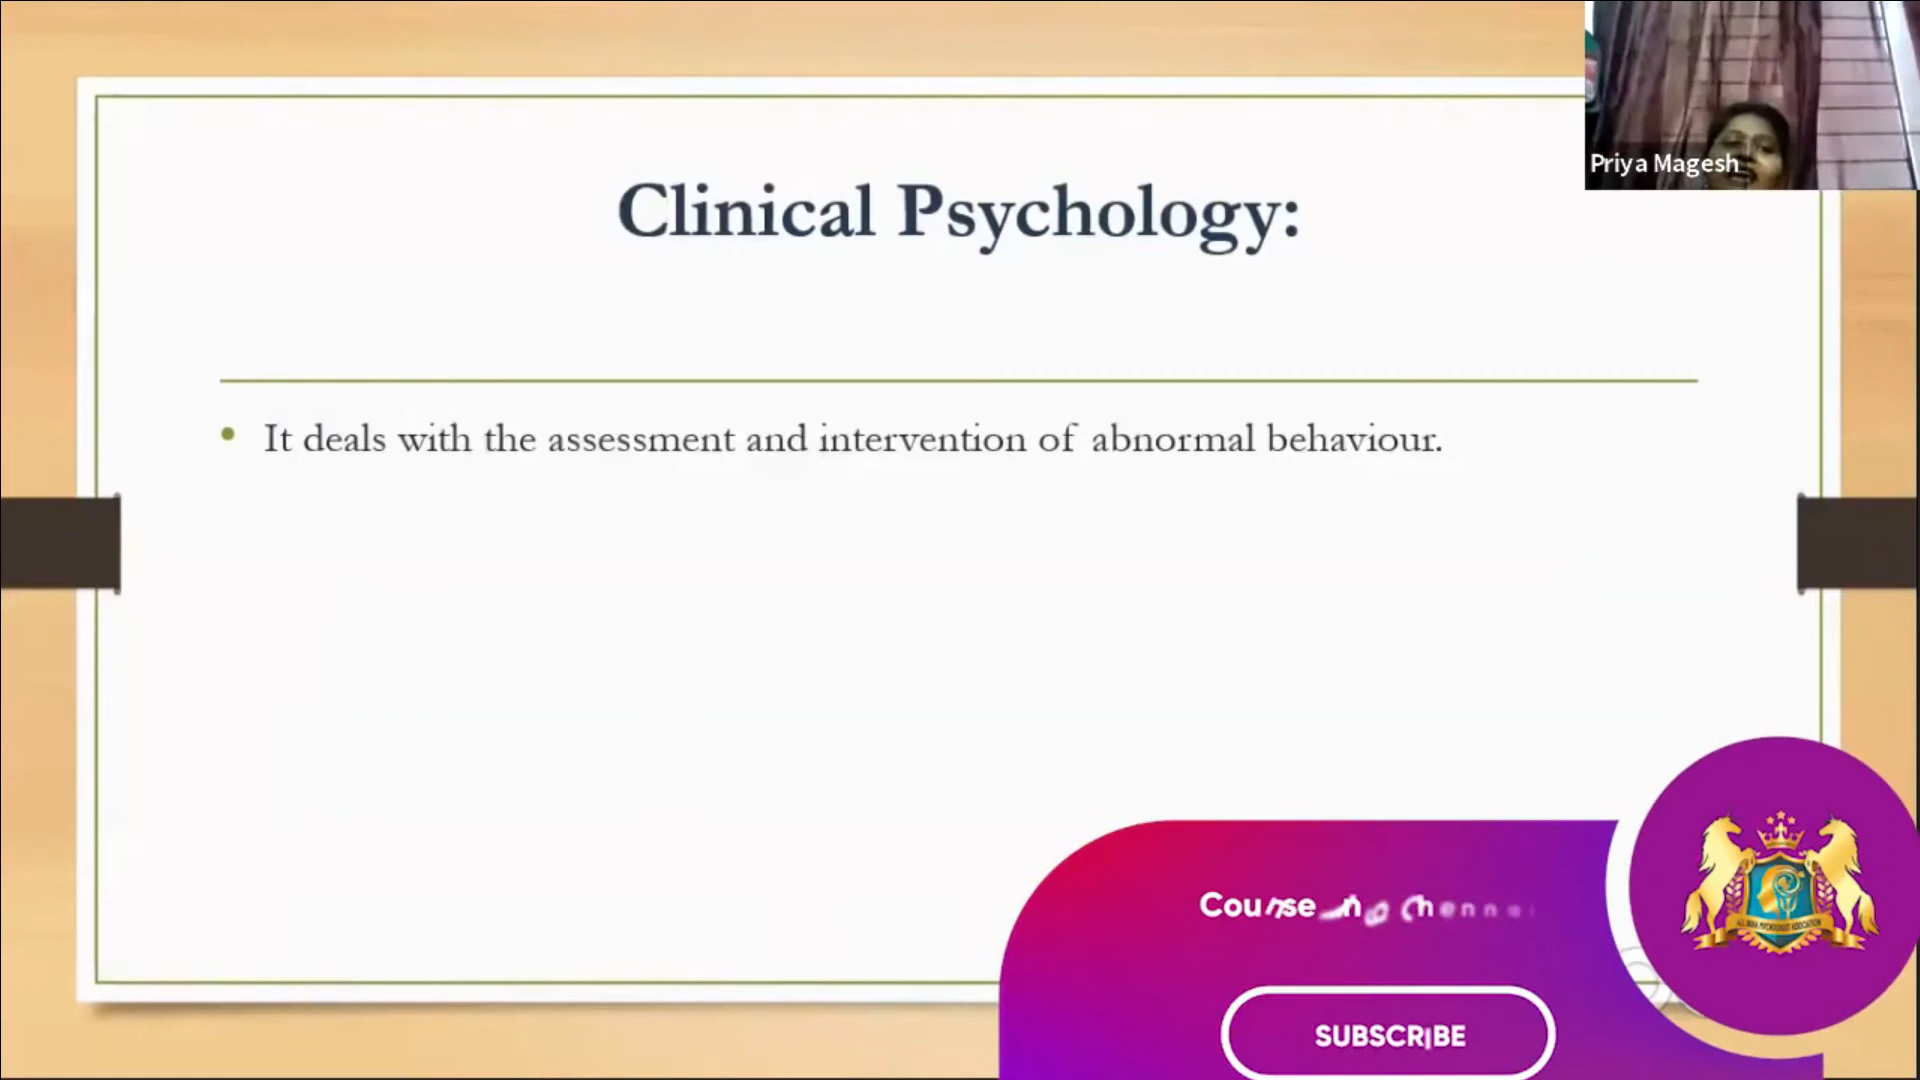 Priya Magesh
Clinical Psychology:
• It deals with the assessment and intervention of abnormal behaviour.
SUBSCRIBE